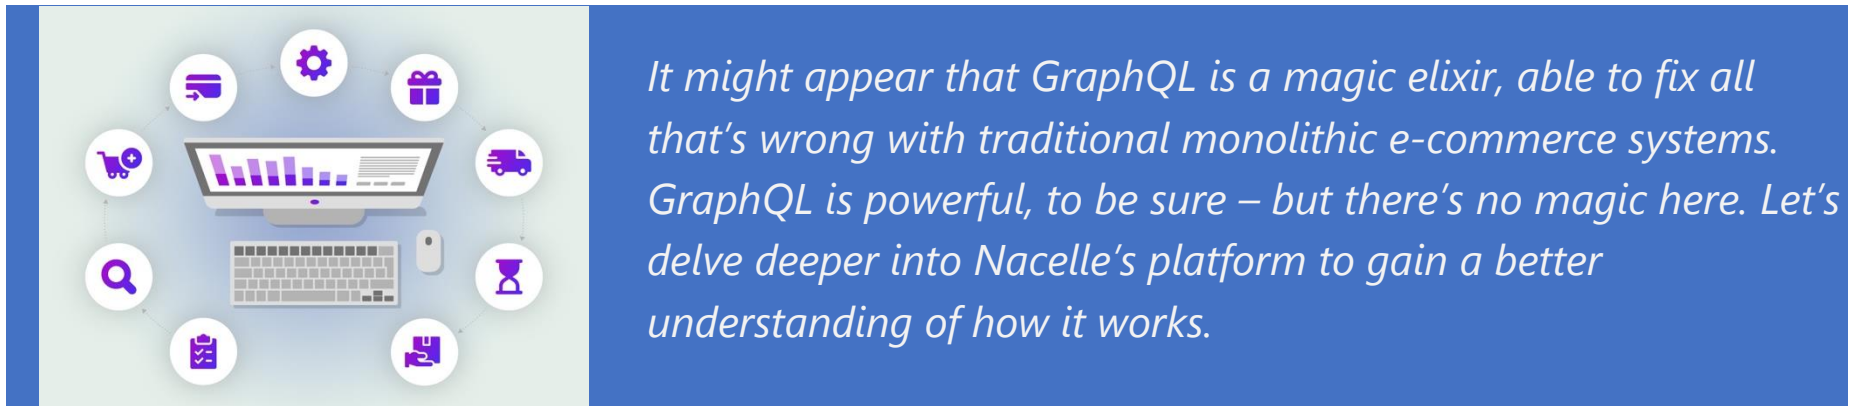 It might appear that GraphQL is a magic elixir, able to fix all
that’s wrong with traditional monolithic e-commerce systems.
GraphQL is powerful, to be sure – but there’s no magic here. Let’s
delve deeper into Nacelle’s platform to gain a better
understanding of how it works.